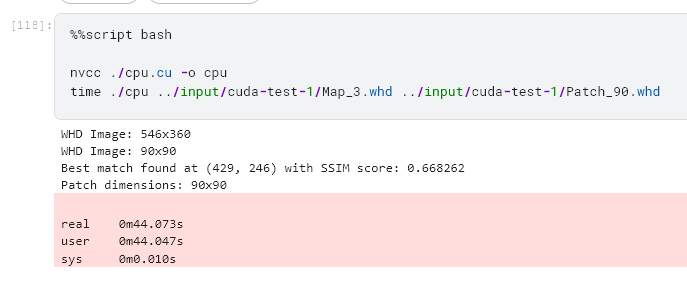 [118]:
%%script bash
nvcc ./cpu.cu -o cpu
time ./cpu ../input/cuda-test-1/Map_3.whd ../input/cuda-test-1/Patch_90.whd
WHD Image: 546x360
WHD Image: 90x90
Best match found at (429, 246) with SSIM score: 0.668262
Patch dimensions: 90x90
real    0m44.073s
user    0m44.047s
sys     0m0.010s